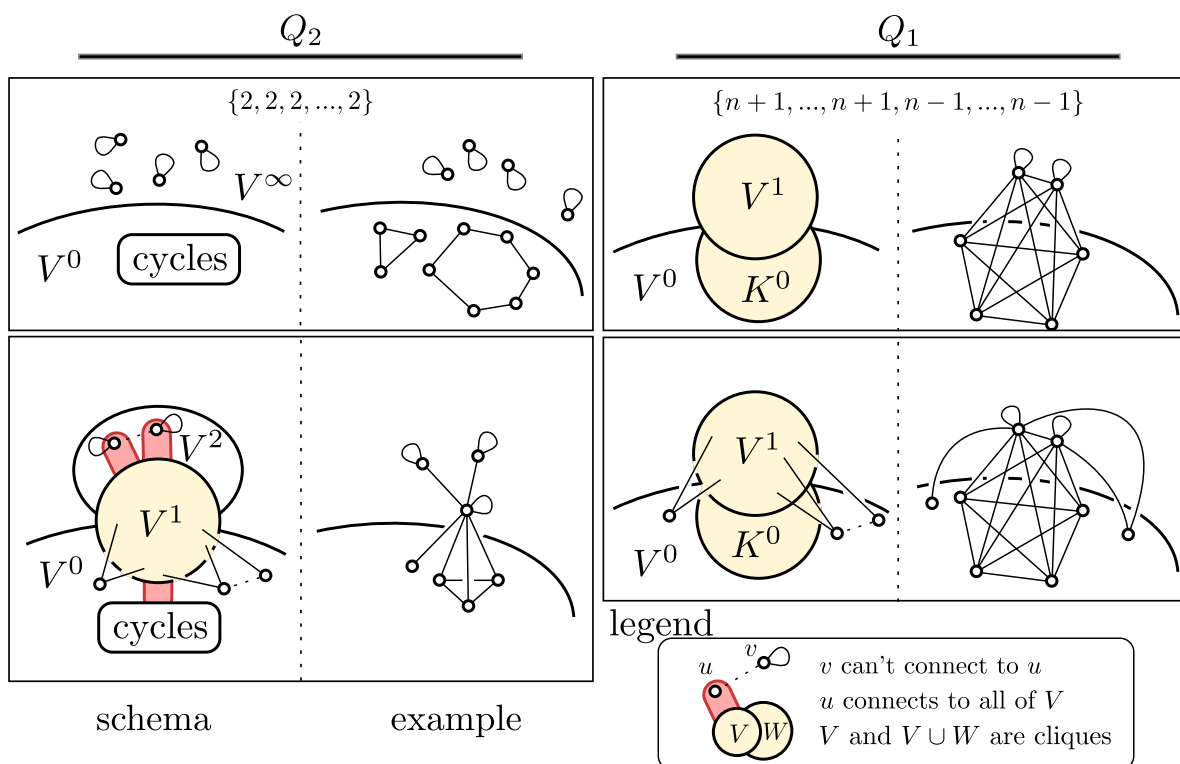 Q₂
Q₁
{2, 2, 2, ..., 2}
{n + 1, ..., n + 1, n − 1, ..., n − 1}
V^∞
V⁰
cycles
V¹
V⁰
K⁰
V²
V¹
V⁰
cycles
V¹
V⁰
K⁰
schema
example
legend
v
u
V
W
v can't connect to u
u connects to all of V
V and V ∪ W are cliques